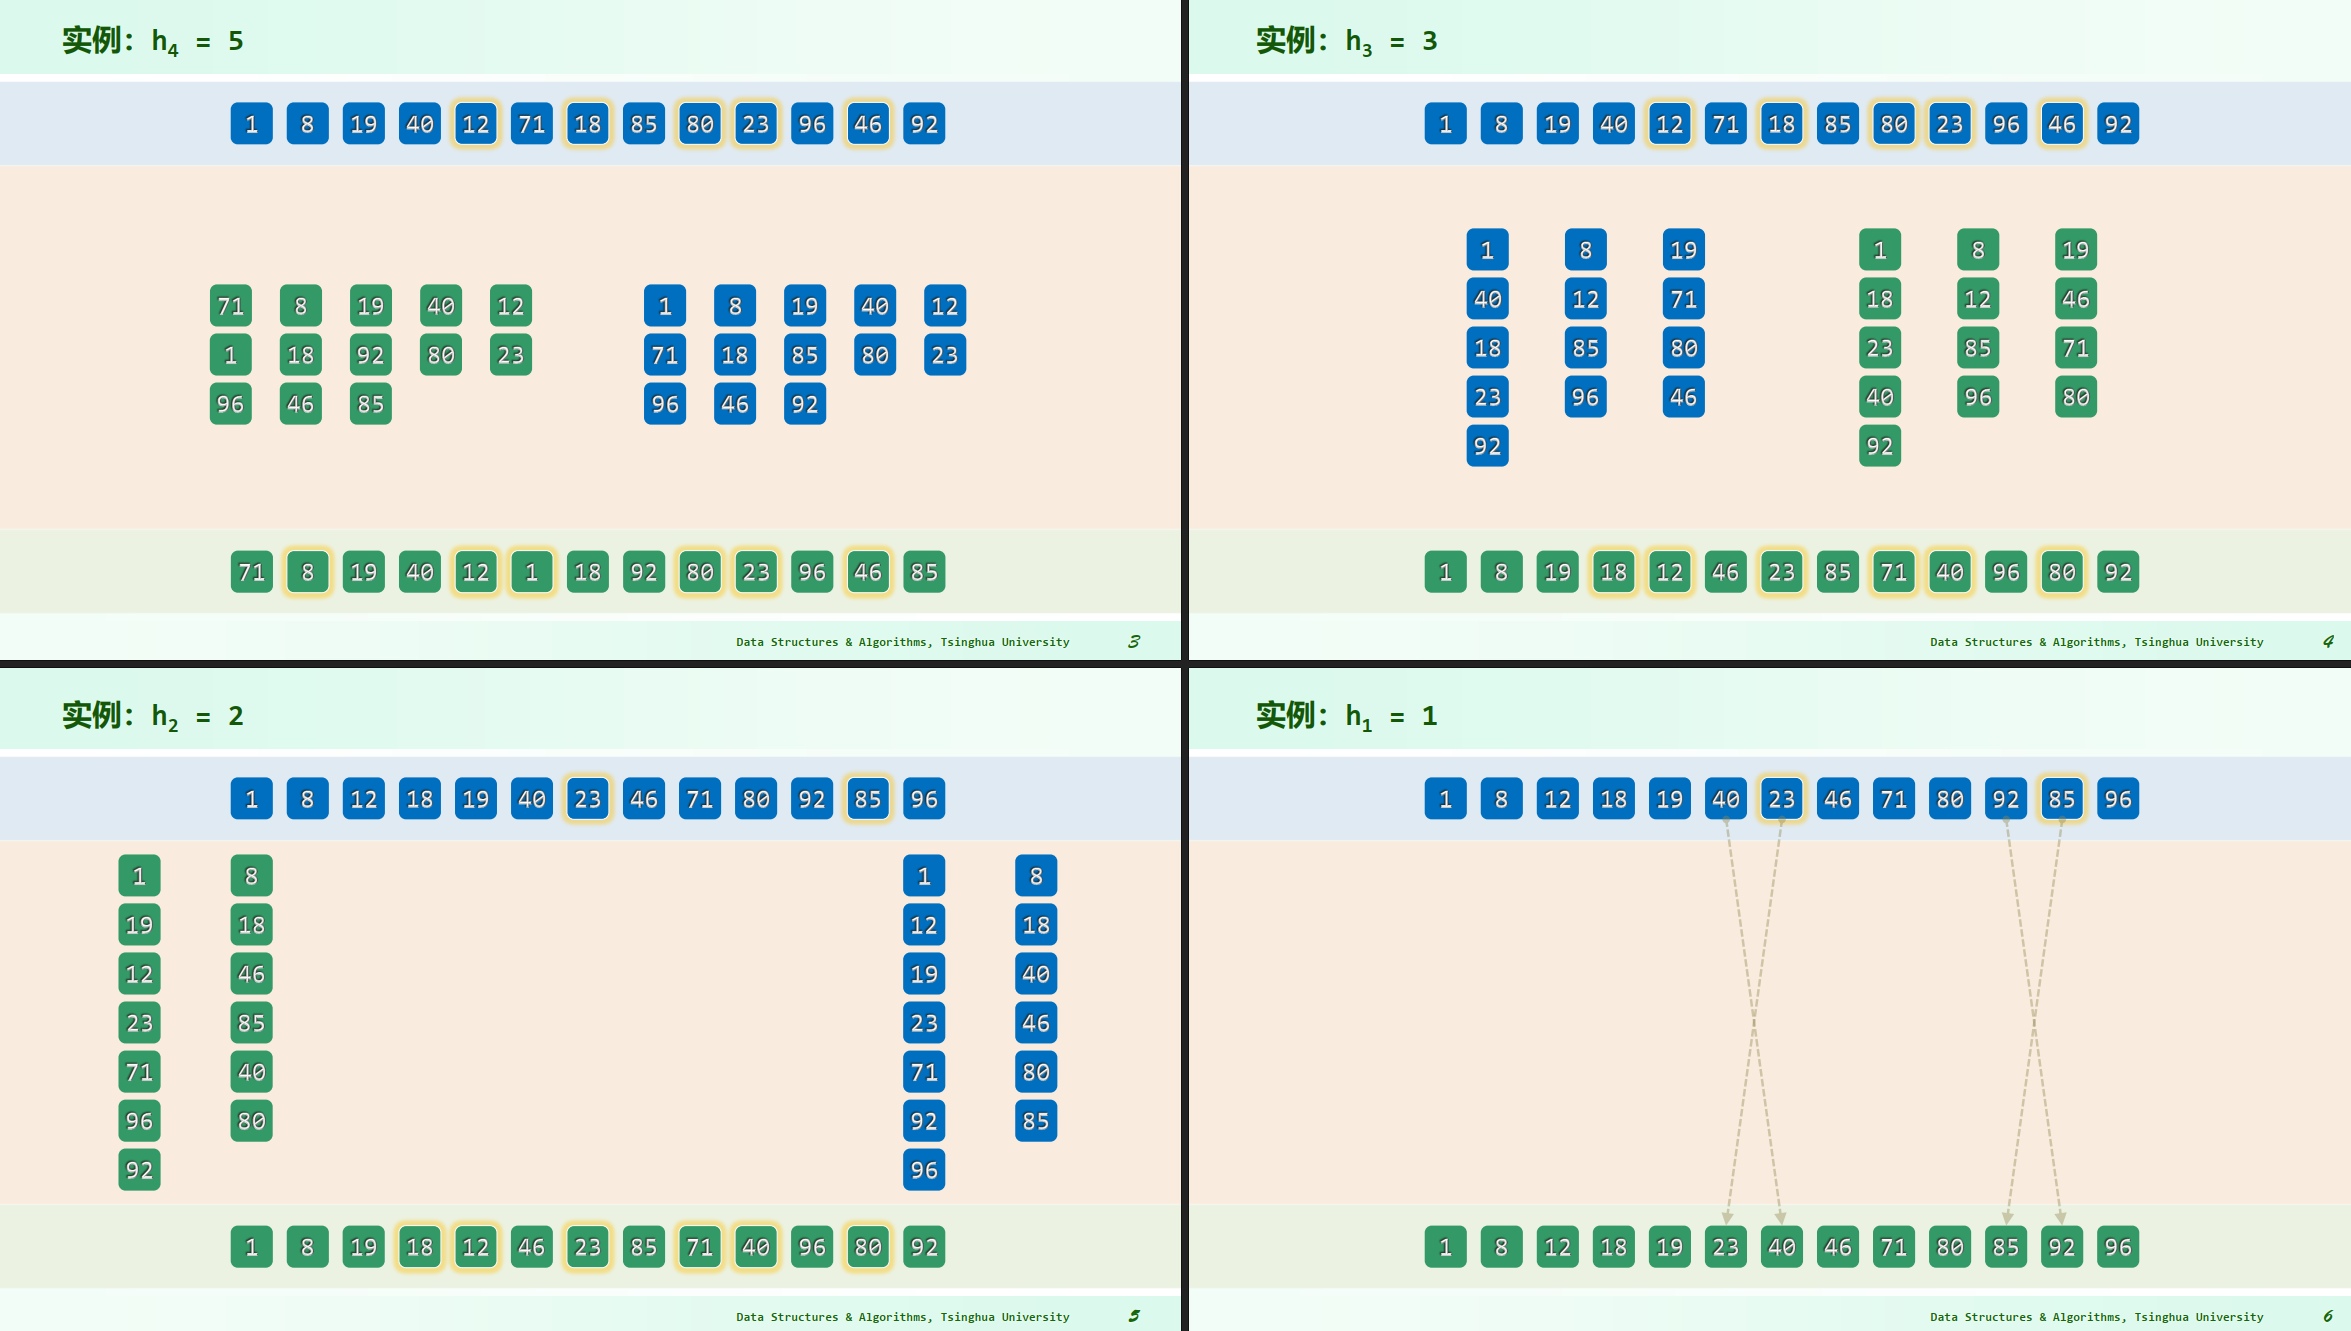 实例：h4 = 5
1 8 19 40 12 71 18 85 80 23 96 46 92
71 8 19 40 12 1 8 19 40 12
1 18 92 80 23 71 18 85 80 23
96 46 85 96 46 92
71 8 19 40 12 1 18 92 80 23 96 46 85
Data Structures & Algorithms, Tsinghua University 3
实例：h3 = 3
1 8 19 40 12 71 18 85 80 23 96 46 92
1 8 19 1 8 19
40 12 71 18 12 46
18 85 80 23 85 71
23 96 46 40 96 80
92 92
1 8 19 18 12 46 23 85 71 40 96 80 92
Data Structures & Algorithms, Tsinghua University 4
实例：h2 = 2
1 8 12 18 19 40 23 46 71 80 92 85 96
1 8 1 8
19 18 12 18
12 46 19 40
23 85 23 46
71 40 71 80
96 80 92 85
92 96
1 8 19 18 12 46 23 85 71 40 96 80 92
Data Structures & Algorithms, Tsinghua University 5
实例：h1 = 1
1 8 12 18 19 40 23 46 71 80 92 85 96
1 8 12 18 19 23 40 46 71 80 85 92 96
Data Structures & Algorithms, Tsinghua University 6